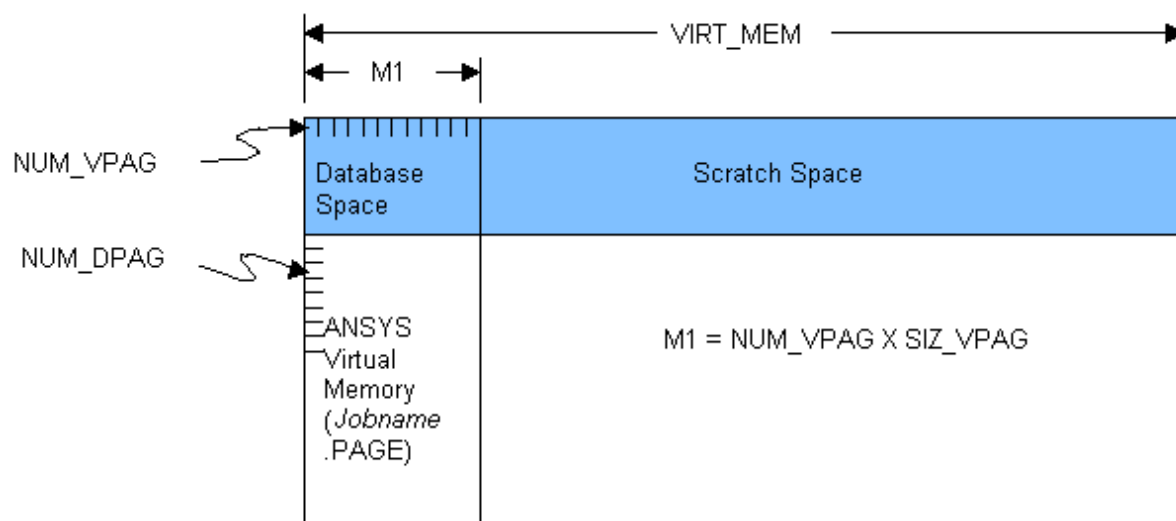 VIRT_MEM
M1
NUM_VPAG
Database
Space
Scratch Space
NUM_DPAG
ANSYS
Virtual
Memory
(Jobname
.PAGE)
M1 = NUM_VPAG X SIZ_VPAG